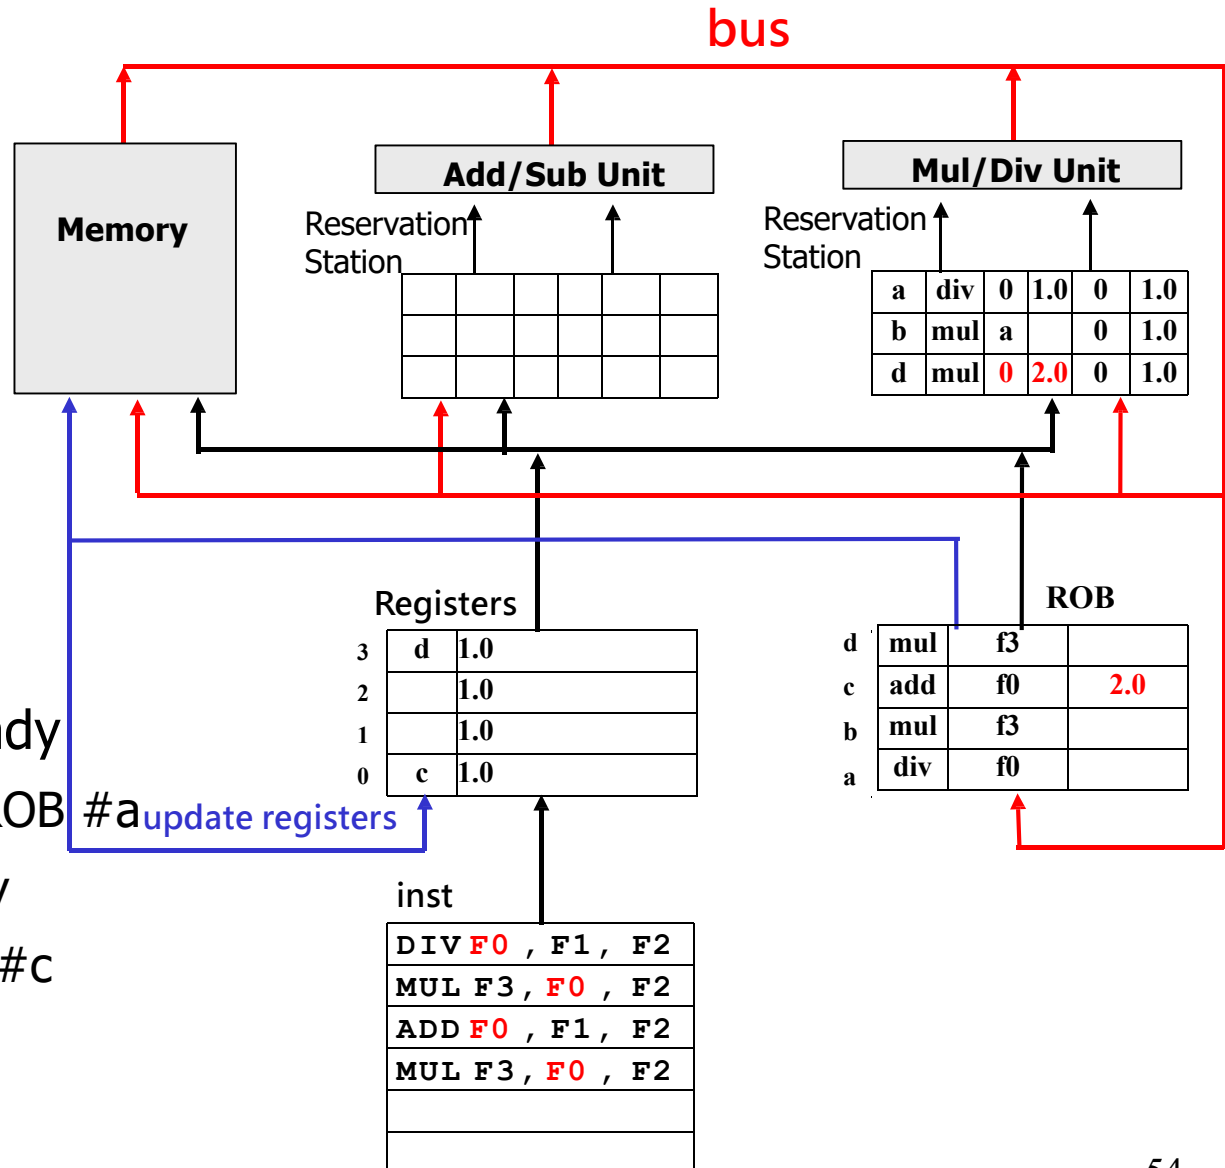 bus
Memory
Add/Sub Unit
Mul/Div Unit
Reservation
Station
Reservation
Station
a div 0 1.0 0 1.0
b mul a 0 1.0
d mul 0 2.0 0 1.0
Registers
3 d 1.0
2 1.0
1 1.0
0 c 1.0
ROB
d mul f3
c add f0 2.0
b mul f3
a div f0
#a
update registers
#c
inst
DIV F0 , F1, F2
MUL F3, F0 , F2
ADD F0 , F1, F2
MUL F3, F0 , F2